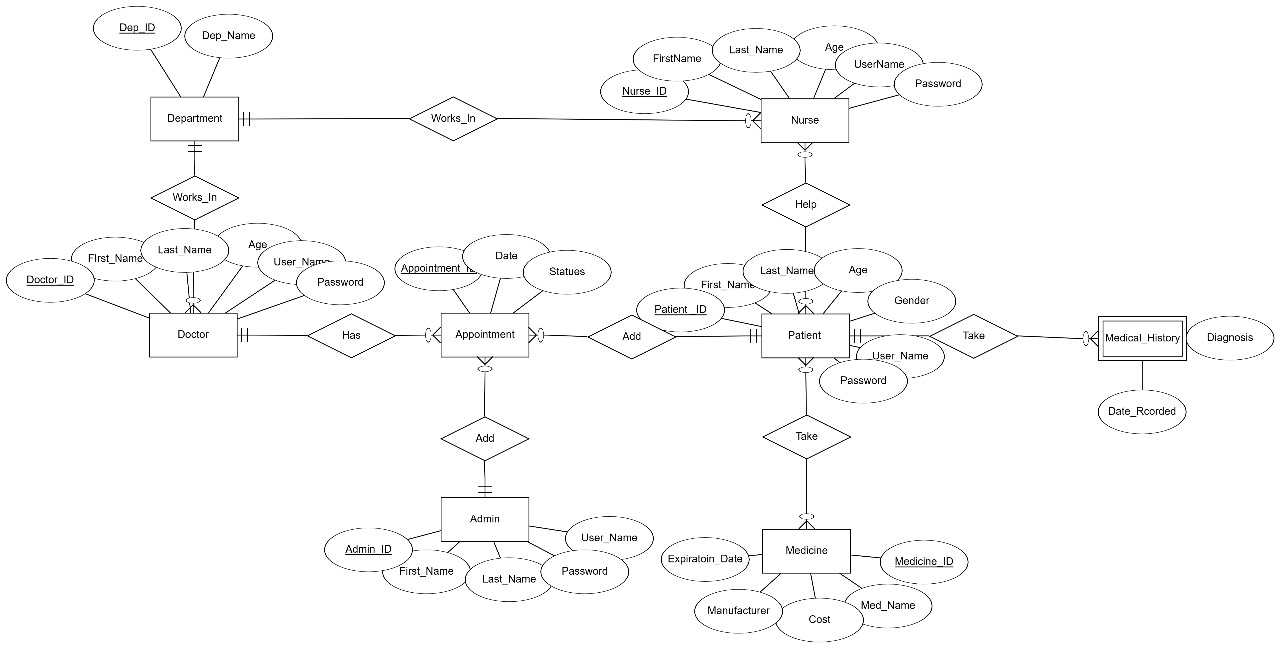 Dep_ID
Dep_Name
Department
Works_In
Nurse_ID
FirstName
Last_Name
Age
UserName
Password
Nurse
Works_In
Help
Doctor_ID
FIrst_Name
Last_Name
Age
User_Name
Password
Doctor
Has
Appointment_ID
Date
Statues
Appointment
Add
Patient_ID
First_Name
Last_Name
Age
Gender
Patient
User_Name
Password
Take
Medical_History
Diagnosis
Date_Rcorded
Add
Take
Admin
Admin_ID
First_Name
Last_Name
Password
User_Name
Medicine
Expiratoin_Date
Manufacturer
Cost
Med_Name
Medicine_ID